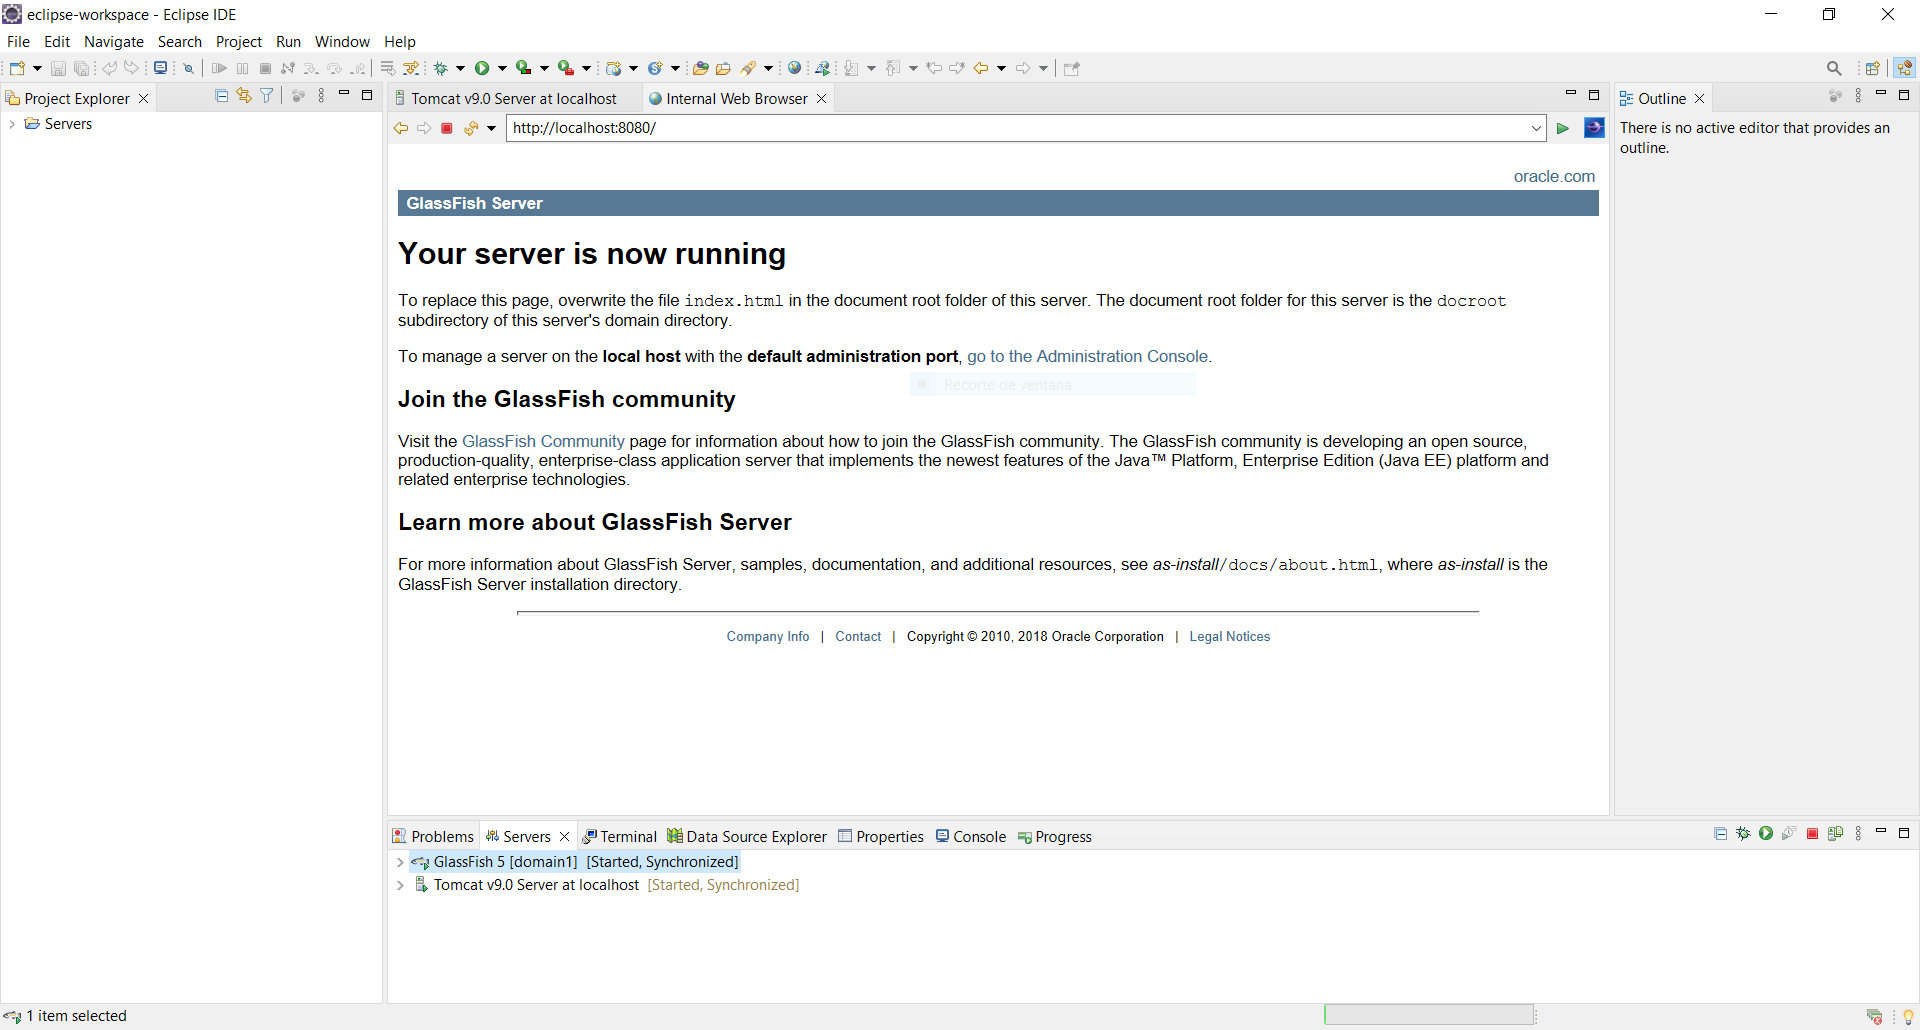 eclipse-workspace - Eclipse IDE
File Edit Navigate Search Project Run Window Help
Project Explorer
Servers
Tomcat v9.0 Server at localhost
Internal Web Browser
http://localhost:8080/
oracle.com
GlassFish Server
Your server is now running
To replace this page, overwrite the file index.html in the document root folder of this server. The document root folder for this server is the docroot
subdirectory of this server's domain directory.
To manage a server on the local host with the default administration port, go to the Administration Console.
Recorte de ventana
Join the GlassFish community
Visit the GlassFish Community page for information about how to join the GlassFish community. The GlassFish community is developing an open source,
production-quality, enterprise-class application server that implements the newest features of the Java™ Platform, Enterprise Edition (Java EE) platform and
related enterprise technologies.
Learn more about GlassFish Server
For more information about GlassFish Server, samples, documentation, and additional resources, see as-install/docs/about.html, where as-install is the
GlassFish Server installation directory.
Company Info | Contact | Copyright © 2010, 2018 Oracle Corporation | Legal Notices
Outline
There is no active editor that provides an
outline.
Problems Servers Terminal Data Source Explorer Properties Console Progress
GlassFish 5 [domain1] [Started, Synchronized]
Tomcat v9.0 Server at localhost [Started, Synchronized]
1 item selected